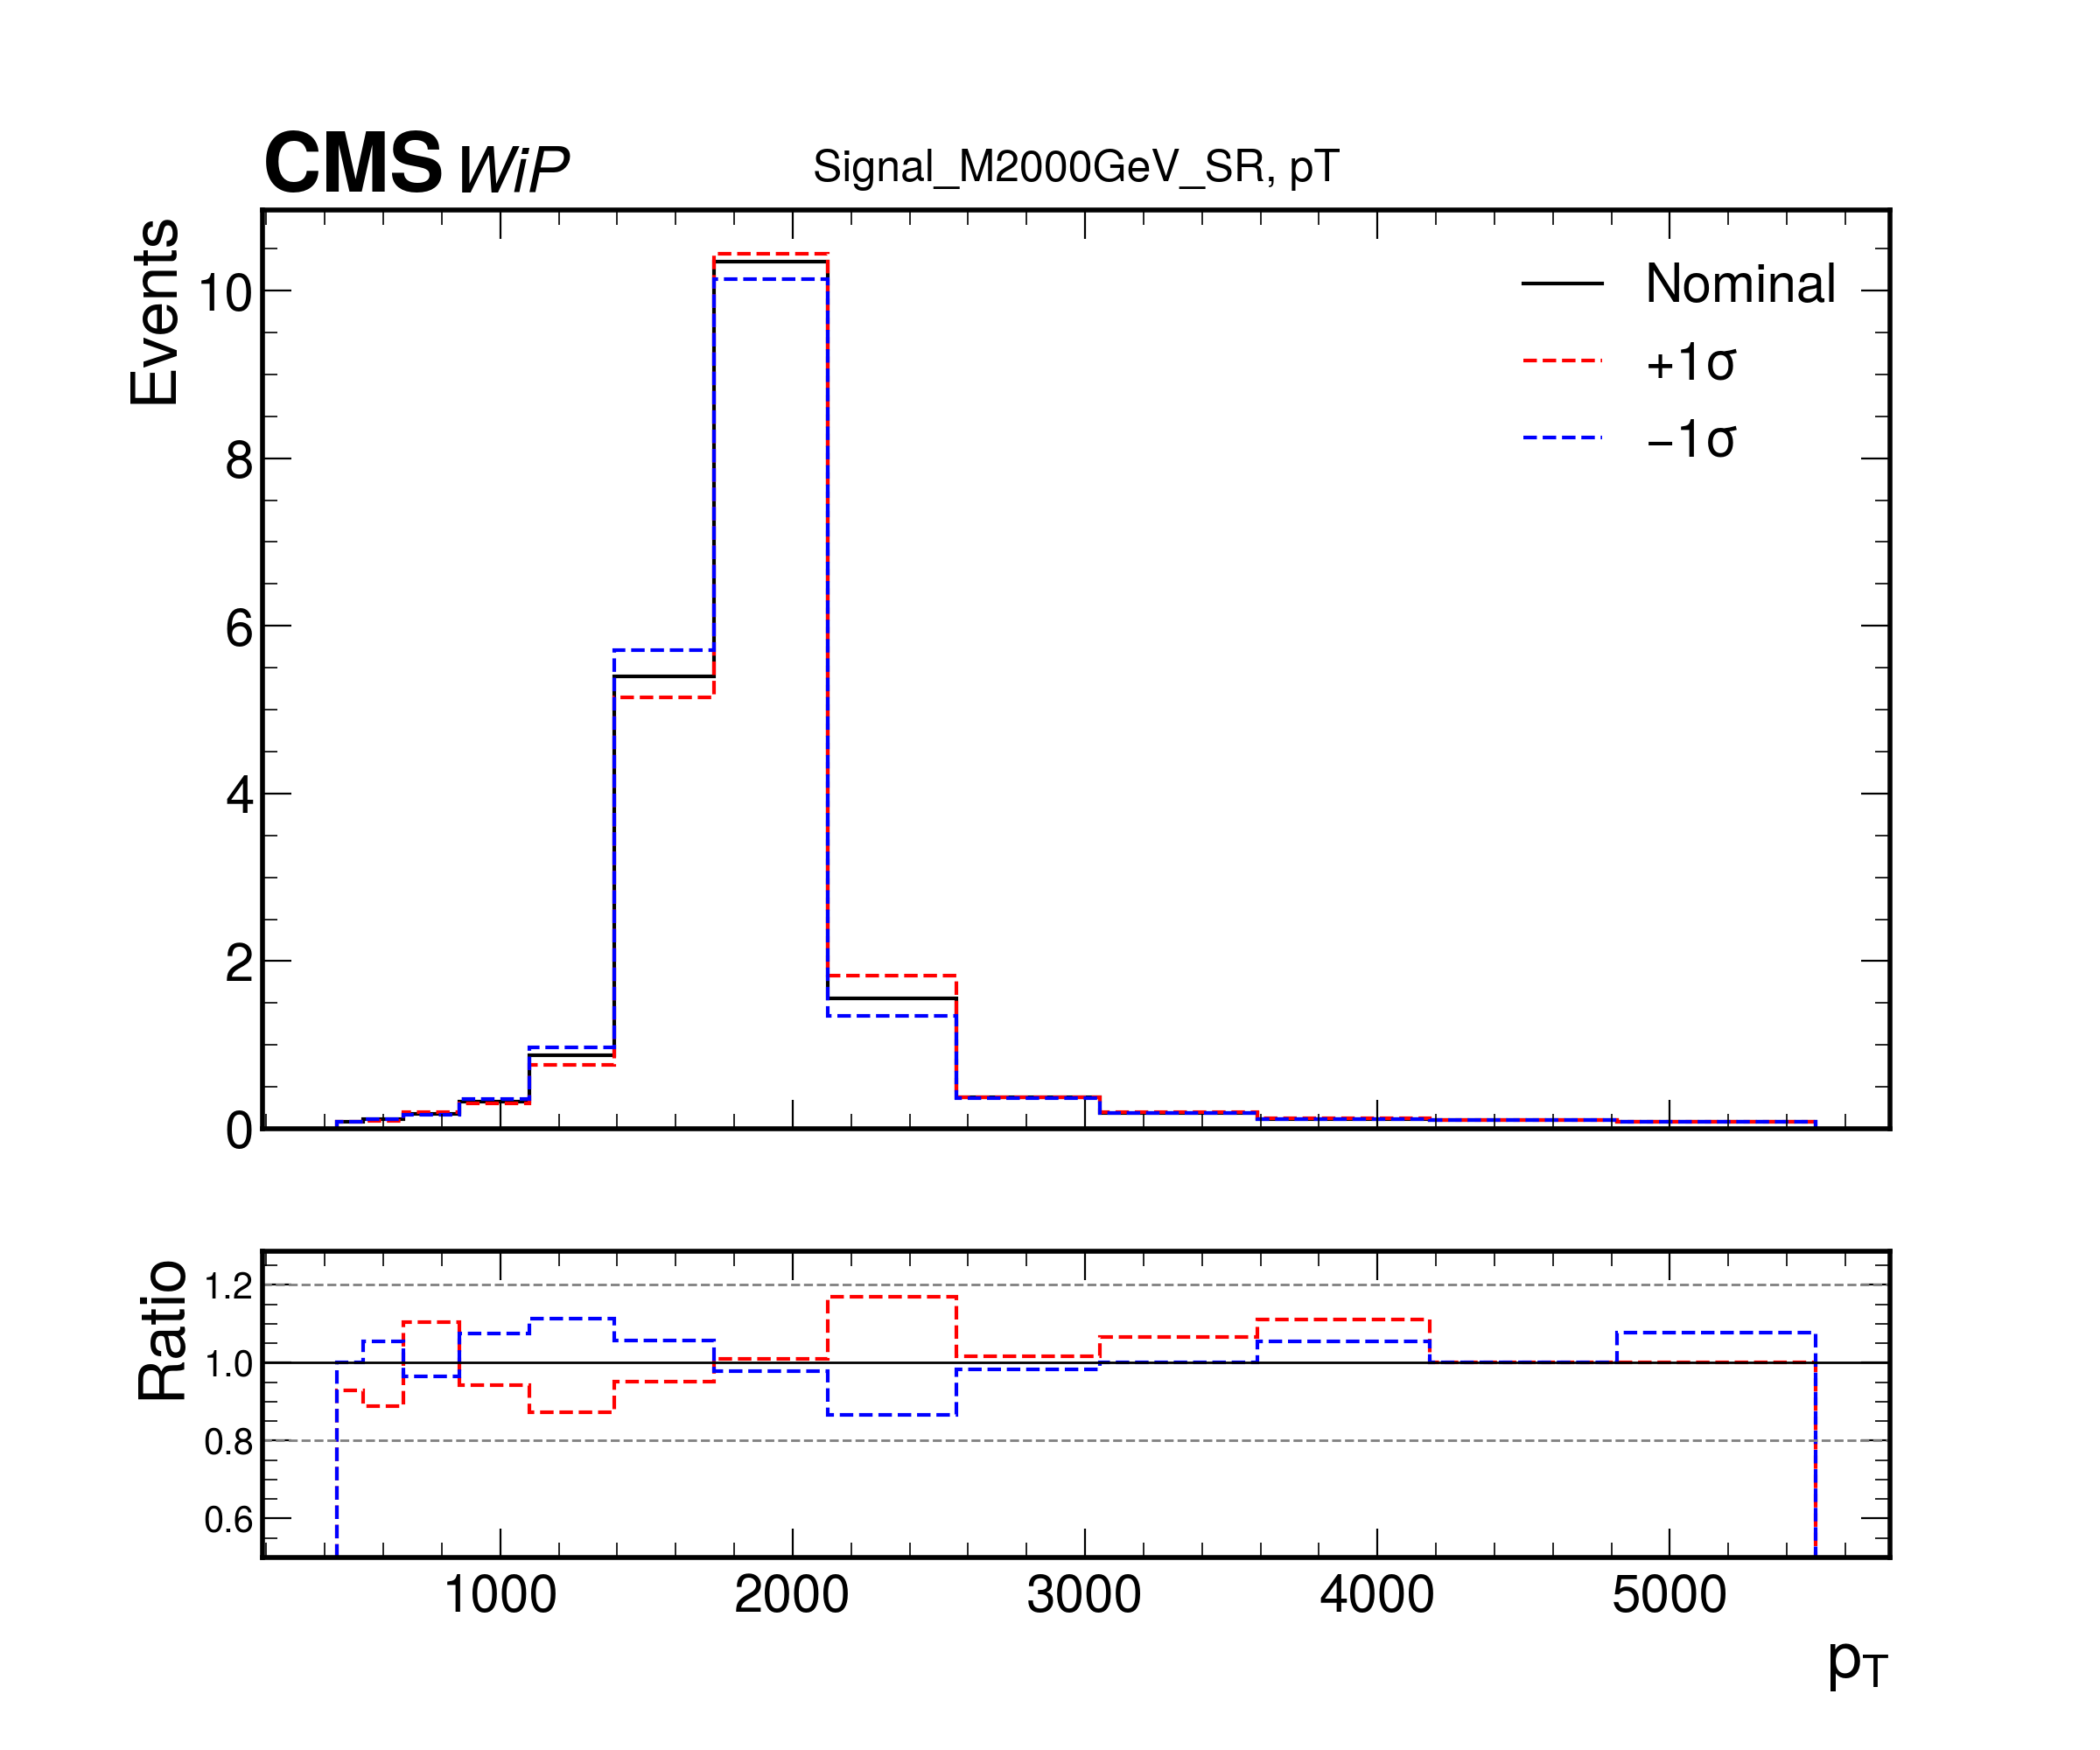 CMS WiP
Signal_M2000GeV_SR, pT
Events
10
8
6
4
2
0
Nominal
+1σ
−1σ
Ratio
1.2
1.0
0.8
0.6
1000 2000 3000 4000 5000
pT